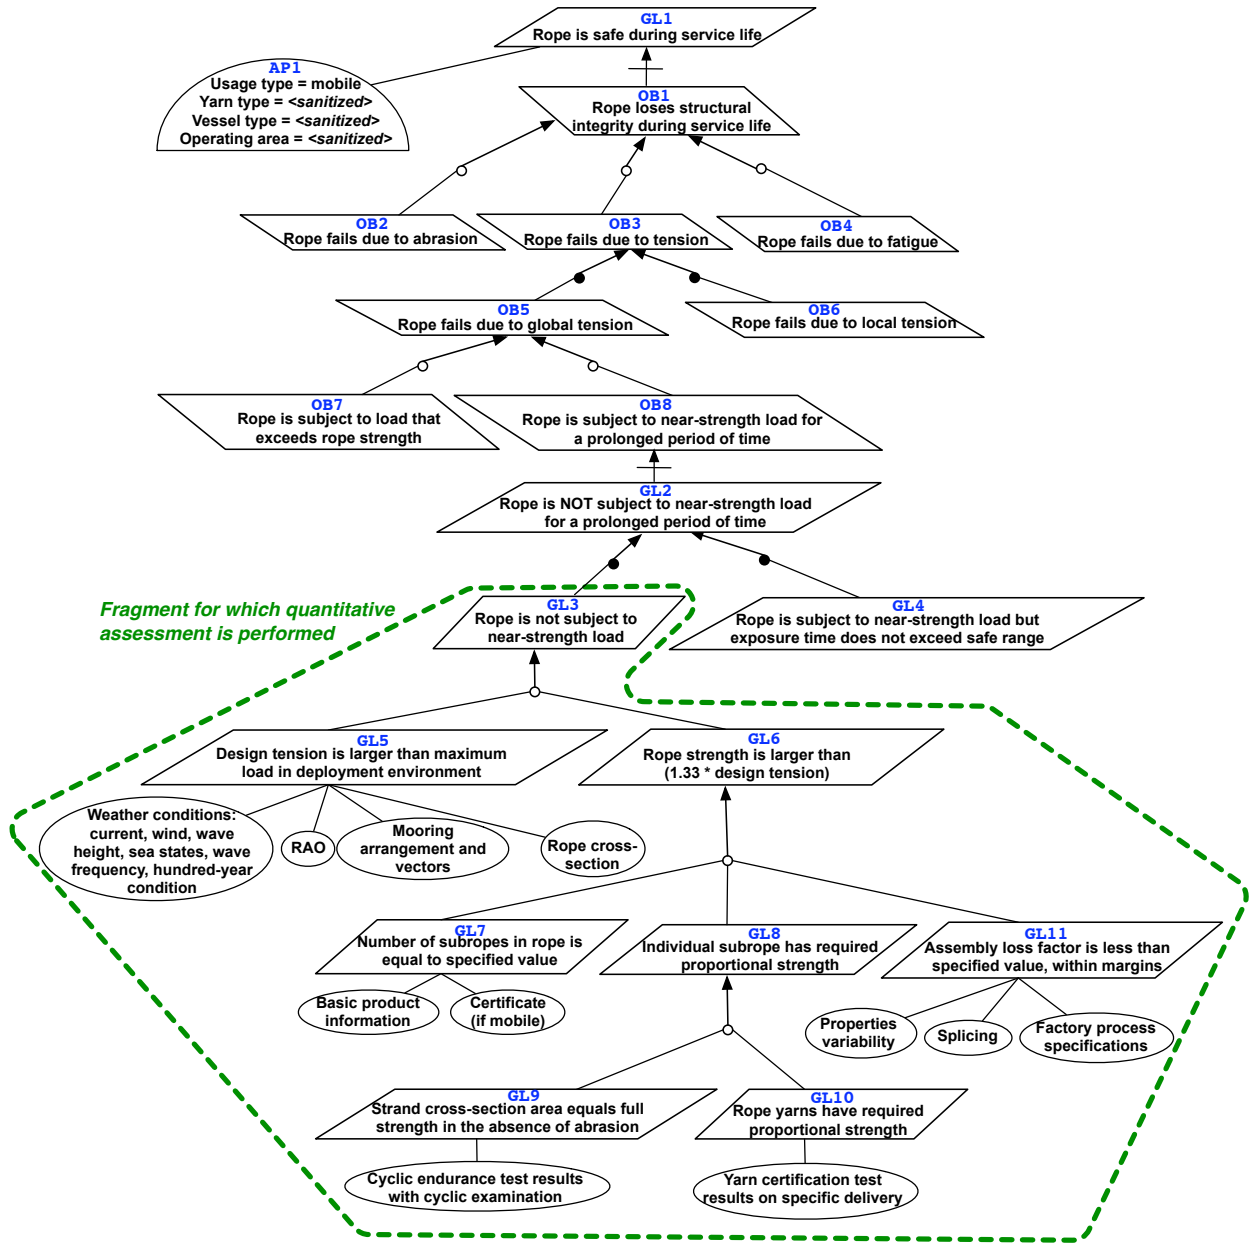 GL1
Rope is safe during service life
AP1
Usage type = mobile
Yarn type = <sanitized>
Vessel type = <sanitized>
Operating area = <sanitized>
OB1
Rope loses structural
integrity during service life
OB2
Rope fails due to abrasion
OB3
Rope fails due to tension
OB4
Rope fails due to fatigue
OB5
Rope fails due to global tension
OB6
Rope fails due to local tension
OB7
Rope is subject to load that
exceeds rope strength
OB8
Rope is subject to near-strength load for
a prolonged period of time
GL2
Rope is NOT subject to near-strength load
for a prolonged period of time
Fragment for which quantitative
assessment is performed
GL3
Rope is not subject to
near-strength load
GL4
Rope is subject to near-strength load but
exposure time does not exceed safe range
GL5
Design tension is larger than maximum
load in deployment environment
GL6
Rope strength is larger than
(1.33 * design tension)
Weather conditions:
current, wind, wave
height, sea states, wave
frequency, hundred-year
condition
RAO
Mooring
arrangement and
vectors
Rope cross-
section
GL7
Number of subropes in rope is
equal to specified value
GL8
Individual subrope has required
proportional strength
GL11
Assembly loss factor is less than
specified value, within margins
Basic product
information
Certificate
(if mobile)
Properties
variability
Splicing
Factory process
specifications
GL9
Strand cross-section area equals full
strength in the absence of abrasion
GL10
Rope yarns have required
proportional strength
Cyclic endurance test results
with cyclic examination
Yarn certification test
results on specific delivery